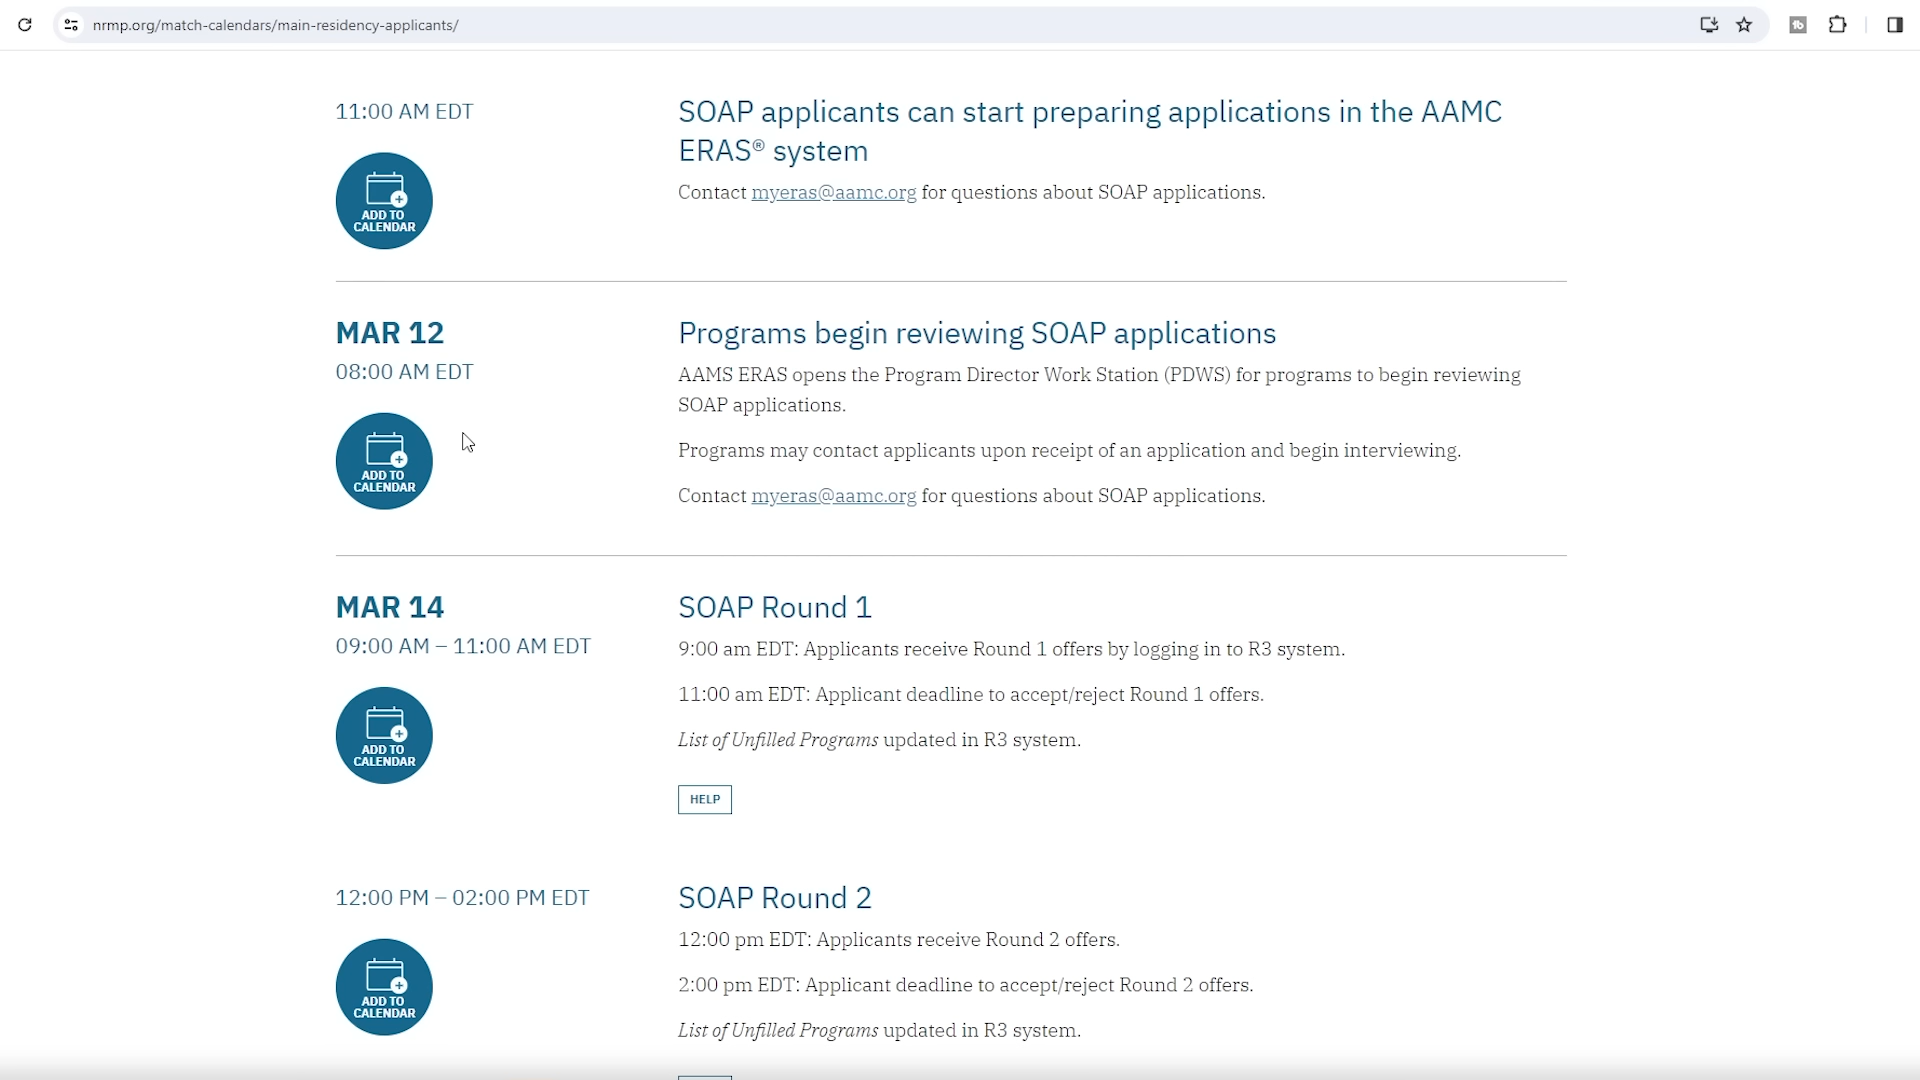 nrmp.org/match-calendars/main-residency-applicants/
11:00 AM EDT
ADD TO
CALENDAR
SOAP applicants can start preparing applications in the AAMC
ERAS® system
Contact myeras@aamc.org for questions about SOAP applications.
MAR 12
08:00 AM EDT
ADD TO
CALENDAR
Programs begin reviewing SOAP applications
AAMS ERAS opens the Program Director Work Station (PDWS) for programs to begin reviewing
SOAP applications.
Programs may contact applicants upon receipt of an application and begin interviewing.
Contact myeras@aamc.org for questions about SOAP applications.
MAR 14
09:00 AM – 11:00 AM EDT
ADD TO
CALENDAR
SOAP Round 1
9:00 am EDT: Applicants receive Round 1 offers by logging in to R3 system.
11:00 am EDT: Applicant deadline to accept/reject Round 1 offers.
List of Unfilled Programs updated in R3 system.
HELP
12:00 PM – 02:00 PM EDT
ADD TO
CALENDAR
SOAP Round 2
12:00 pm EDT: Applicants receive Round 2 offers.
2:00 pm EDT: Applicant deadline to accept/reject Round 2 offers.
List of Unfilled Programs updated in R3 system.